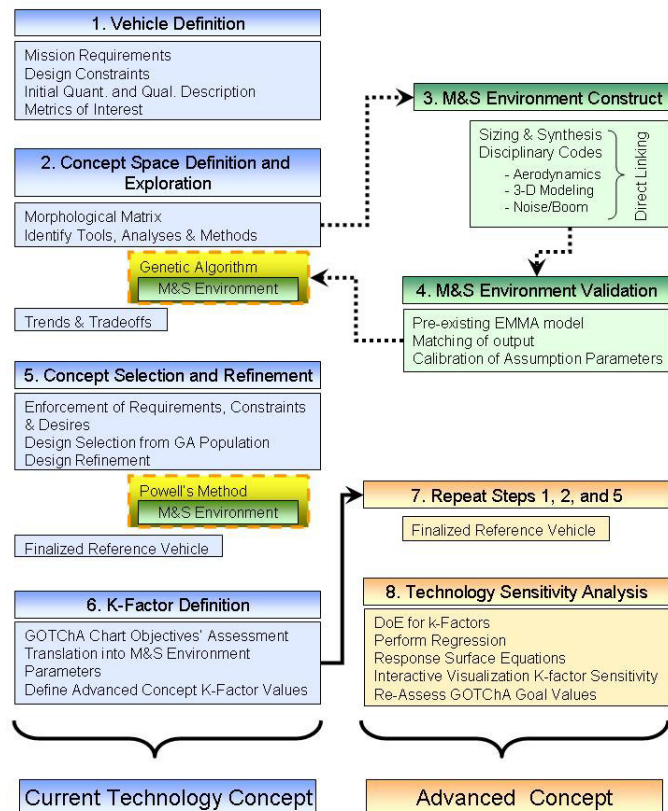 1. Vehicle Definition
Mission Requirements
Design Constraints
Initial Quant. and Qual. Description
Metrics of Interest
2. Concept Space Definition and
Exploration
Morphological Matrix
Identify Tools, Analyses & Methods
Genetic Algorithm
M&S Environment
Trends & Tradeoffs
3. M&S Environment Construct
Sizing & Synthesis
Disciplinary Codes
- Aerodynamics
- 3-D Modeling
- Noise/Boom
Direct Linking
4. M&S Environment Validation
Pre-existing EMMA model
Matching of output
Calibration of Assumption Parameters
5. Concept Selection and Refinement
Enforcement of Requirements, Constraints
& Desires
Design Selection from GA Population
Design Refinement
Powell's Method
M&S Environment
Finalized Reference Vehicle
6. K-Factor Definition
GOTChA Chart Objectives' Assessment
Translation into M&S Environment
Parameters
Define Advanced Concept K-Factor Values
7. Repeat Steps 1, 2, and 5
Finalized Reference Vehicle
8. Technology Sensitivity Analysis
DoE for k-Factors
Perform Regression
Response Surface Equations
Interactive Visualization K-factor Sensitivity
Re-Assess GOTChA Goal Values
Current Technology Concept
Advanced Concept